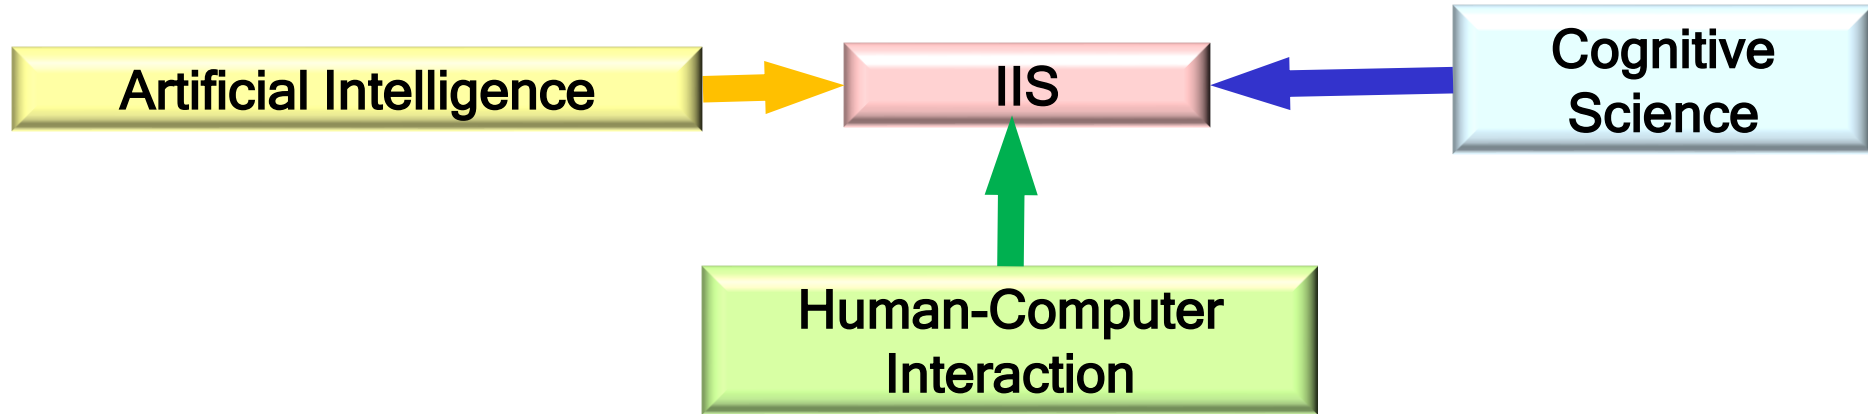 Artificial Intelligence
IIS
Cognitive
Science
Human-Computer
Interaction